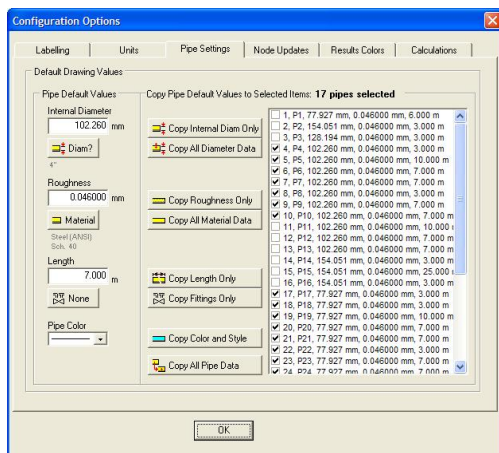 Configuration Options
Labelling
Units
Pipe Settings
Node Updates
Results Colors
Calculations
Default Drawing Values
Pipe Default Values
Internal Diameter
102.260 mm
Diam?
4"
Roughness
0.046000 mm
Material
Steel (ANSI)
Sch. 40
Length
7.000 m
None
Pipe Color
Copy Pipe Default Values to Selected Items: 17 pipes selected
Copy Internal Diam Only
Copy All Diameter Data
Copy Roughness Only
Copy All Material Data
Copy Length Only
Copy Fittings Only
Copy Color and Style
Copy All Pipe Data
1, P1, 77.927 mm, 0.046000 mm, 6.000 m
2, P2, 154.051 mm, 0.046000 mm, 3.000 m
3, P3, 128.194 mm, 0.046000 mm, 3.000 m
4, P4, 102.260 mm, 0.046000 mm, 3.000 m
5, P5, 102.260 mm, 0.046000 mm, 10.000 m
6, P6, 102.260 mm, 0.046000 mm, 7.000 m
7, P7, 102.260 mm, 0.046000 mm, 7.000 m
8, P8, 102.260 mm, 0.046000 mm, 3.000 m
9, P9, 102.260 mm, 0.046000 mm, 7.000 m
10, P10, 102.260 mm, 0.046000 mm, 7.000 m
11, P11, 102.260 mm, 0.046000 mm, 10.000 m
12, P12, 102.260 mm, 0.046000 mm, 7.000 m
13, P13, 102.260 mm, 0.046000 mm, 7.000 m
14, P14, 154.051 mm, 0.046000 mm, 3.000 m
15, P15, 154.051 mm, 0.046000 mm, 25.000 m
16, P16, 154.051 mm, 0.046000 mm, 3.000 m
17, P17, 77.927 mm, 0.046000 mm, 3.000 m
18, P18, 77.927 mm, 0.046000 mm, 3.000 m
19, P19, 77.927 mm, 0.046000 mm, 10.000 m
20, P20, 77.927 mm, 0.046000 mm, 7.000 m
21, P21, 77.927 mm, 0.046000 mm, 7.000 m
22, P22, 77.927 mm, 0.046000 mm, 3.000 m
23, P23, 77.927 mm, 0.046000 mm, 7.000 m
24, P24, 77.927 mm, 0.046000 mm, 7.000 m
OK